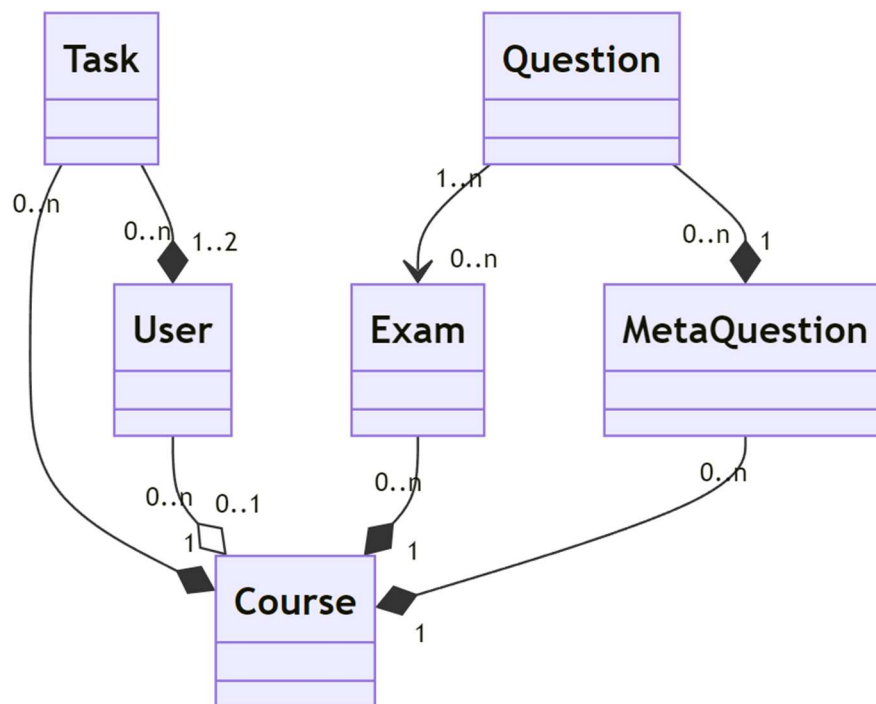 Task
Question
0..n
1..n
0..n
1..2
0..n
0..n
1
User
Exam
MetaQuestion
0..n
0..1
0..n
0..n
1
1
1
Course